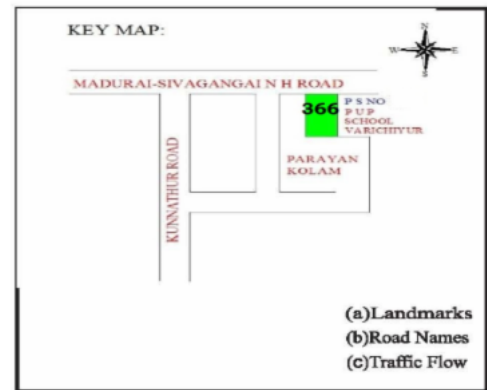 KEY MAP:
N
W E
S
MADURAI-SIVAGANGAI N H ROAD
366
P S NO
P U P
SCHOOL
VARICHIYUR
PARAYAN
KOLAM
KUNNATHUR ROAD
(a)Landmarks
(b)Road Names
(c)Traffic Flow